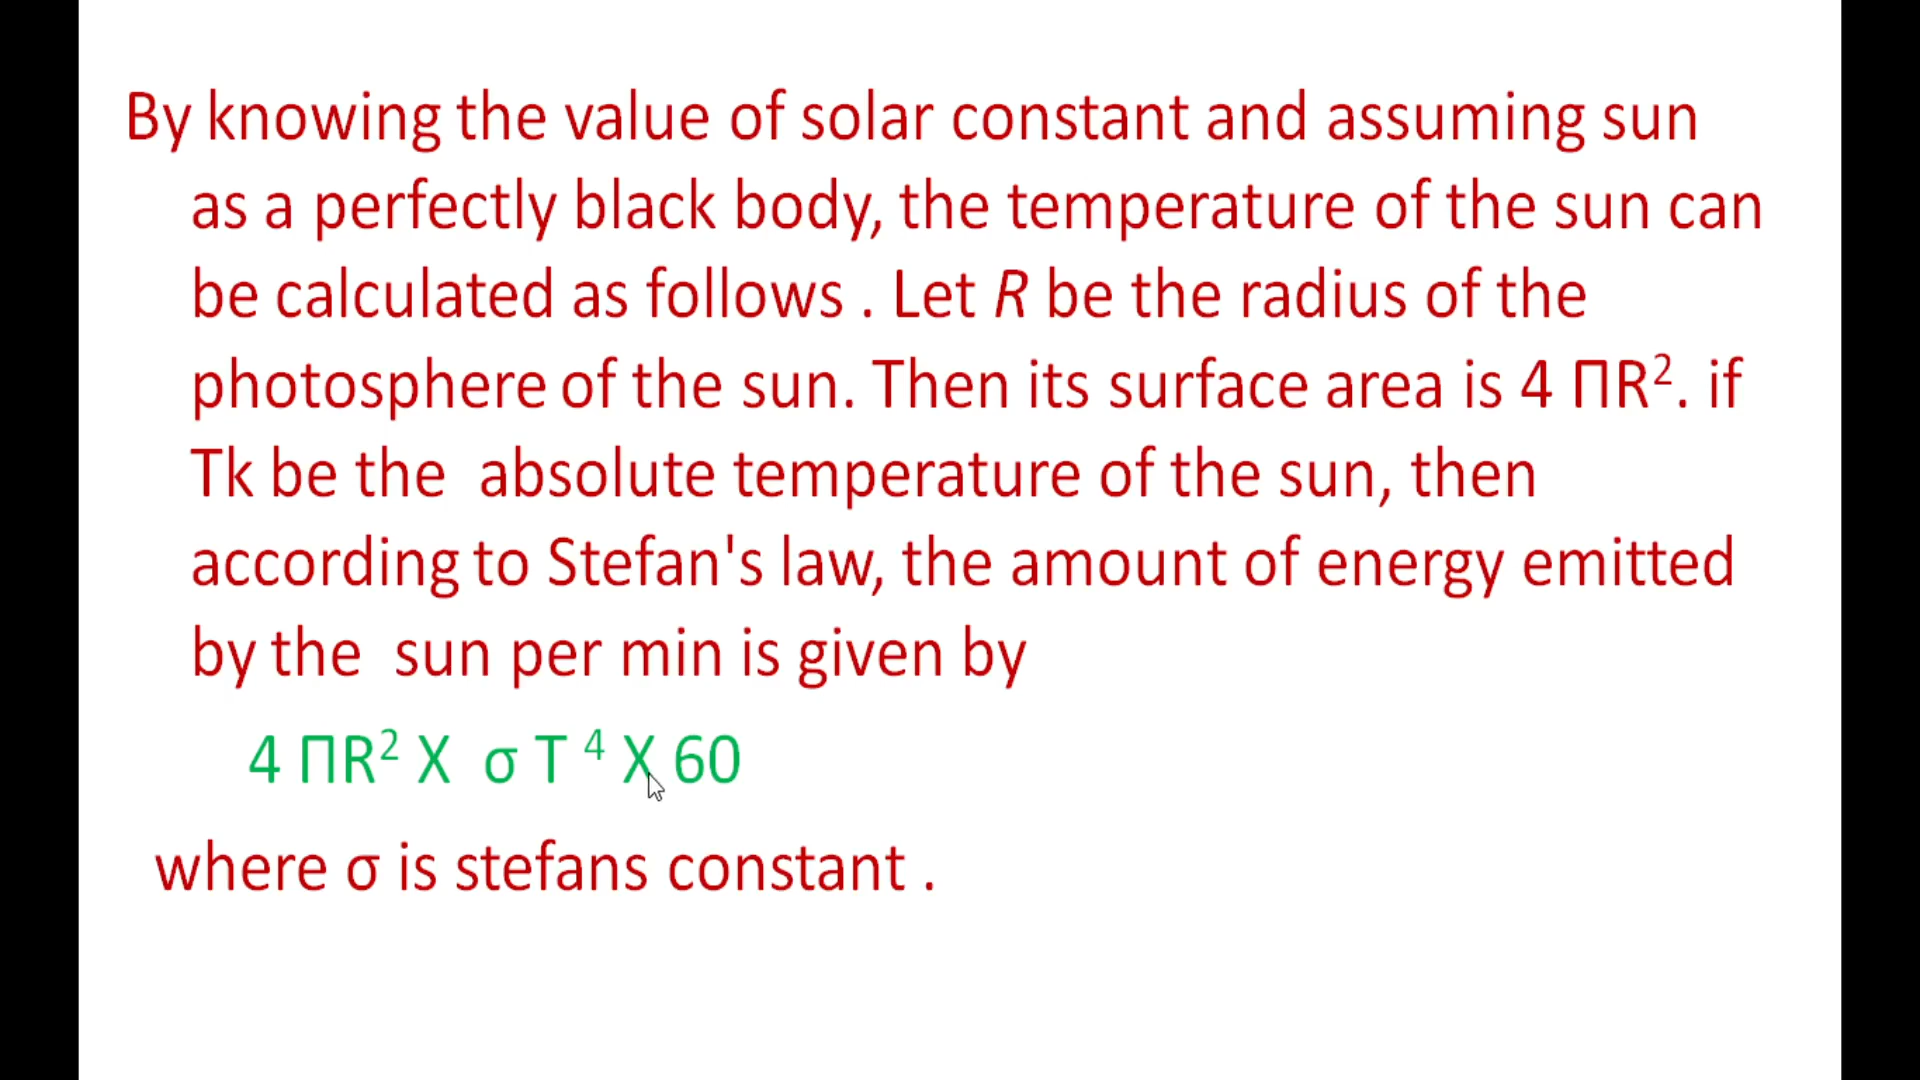 By knowing the value of solar constant and assuming sun
as a perfectly black body, the temperature of the sun can
be calculated as follows . Let R be the radius of the
photosphere of the sun. Then its surface area is 4 ΠR². if
Tk be the  absolute temperature of the sun, then
according to Stefan's law, the amount of energy emitted
by the  sun per min is given by
4 ΠR² X  σ T ⁴ X 60
where σ is stefans constant .